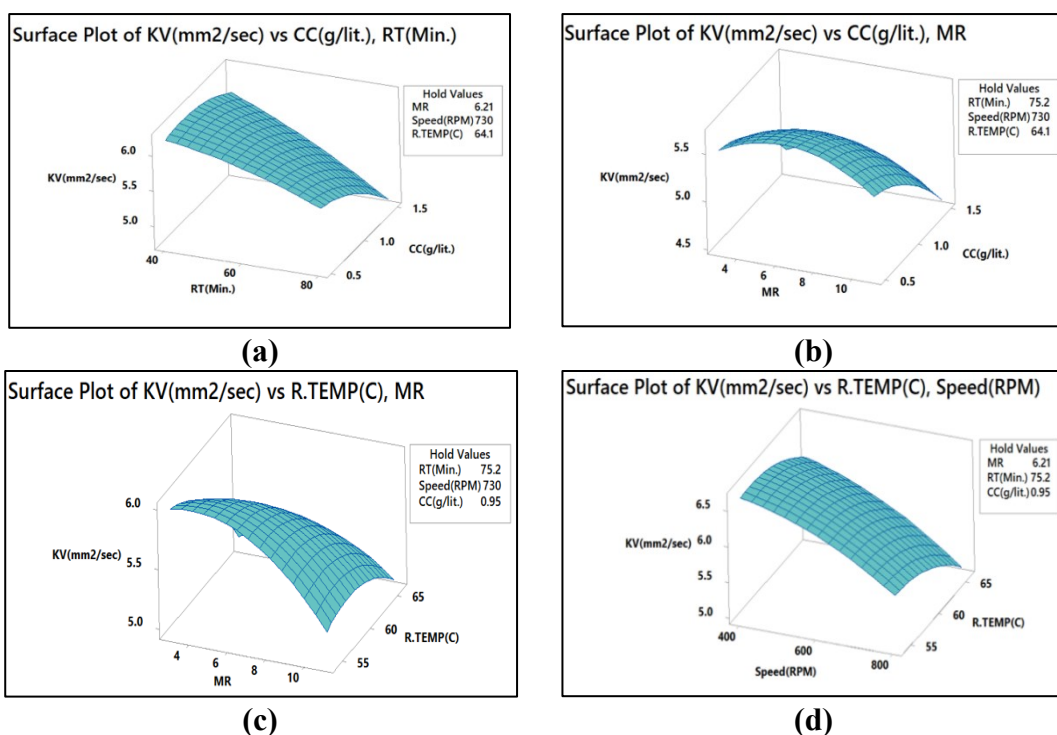 Surface Plot of KV(mm2/sec) vs CC(g/lit.), RT(Min.)
Hold Values
MR 6.21
Speed(RPM) 730
R.TEMP(C) 64.1
6.0
KV(mm2/sec)
5.5
5.0
1.5
1.0
CC(g/lit.)
0.5
40
60
80
RT(Min.)
(a)
Surface Plot of KV(mm2/sec) vs CC(g/lit.), MR
Hold Values
RT(Min.) 75.2
Speed(RPM) 730
R.TEMP(C) 64.1
5.5
KV(mm2/sec)
5.0
4.5
1.5
1.0
CC(g/lit.)
0.5
4
6
8
10
MR
(b)
Surface Plot of KV(mm2/sec) vs R.TEMP(C), MR
Hold Values
RT(Min.) 75.2
Speed(RPM) 730
CC(g/lit.) 0.95
6.0
KV(mm2/sec)
5.5
5.0
65
60
R.TEMP(C)
55
4
6
8
10
MR
(c)
Surface Plot of KV(mm2/sec) vs R.TEMP(C), Speed(RPM)
Hold Values
MR 6.21
RT(Min.) 75.2
CC(g/lit.) 0.95
6.5
KV(mm2/sec)
6.0
5.5
5.0
65
60
R.TEMP(C)
55
400
600
800
Speed(RPM)
(d)